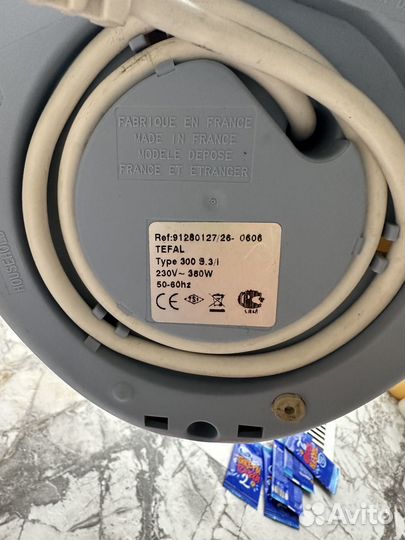 FABRIQUE EN FRANCE
MADE IN FRANCE
MODELE DEPOSE
FRANCE ET ETRANGER
HOUSEHOLD
Ref:91280127/26- 0606
TEFAL
Type 300 S.3/i
230V~ 380W
50-60hz
Avito